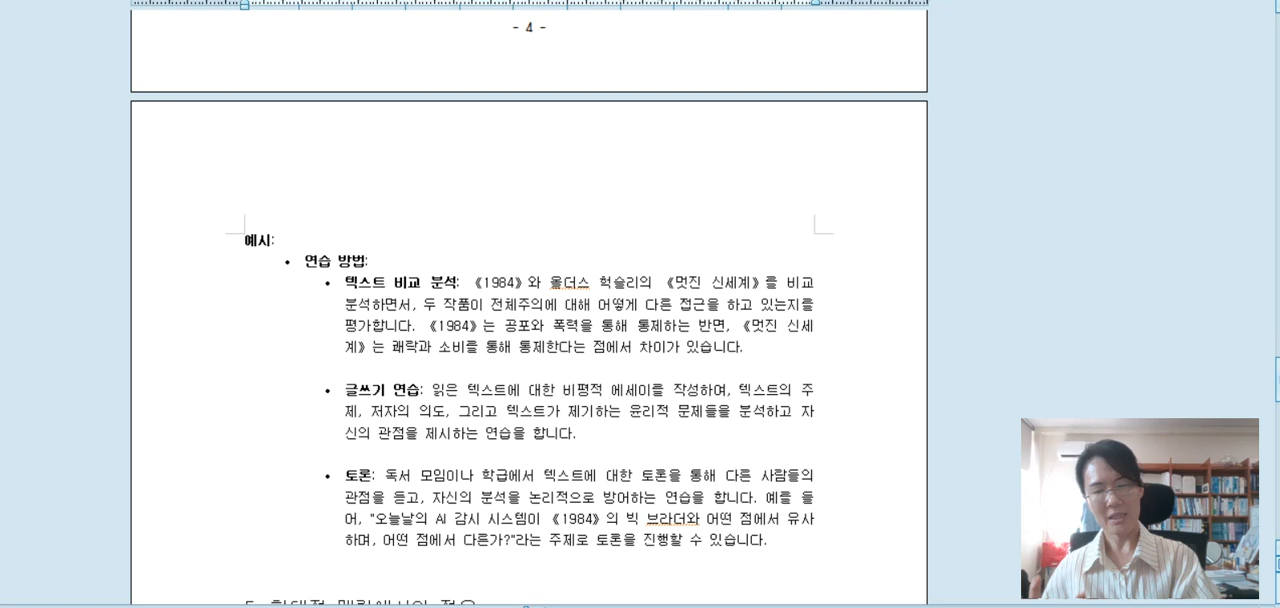 - 4 -
예시:
• 연습 방법:
• 텍스트 비교 분석: 《1984》와 올더스 헉슬리의 《멋진 신세계》를 비교
분석하면서, 두 작품이 전체주의에 대해 어떻게 다른 접근을 하고 있는지를
평가합니다. 《1984》는 공포와 폭력을 통해 통제하는 반면, 《멋진 신세
계》는 쾌락과 소비를 통해 통제한다는 점에서 차이가 있습니다.
• 글쓰기 연습: 읽은 텍스트에 대한 비평적 에세이를 작성하여, 텍스트의 주
제, 저자의 의도, 그리고 텍스트가 제기하는 윤리적 문제들을 분석하고 자
신의 관점을 제시하는 연습을 합니다.
• 토론: 독서 모임이나 학급에서 텍스트에 대한 토론을 통해 다른 사람들의
관점을 듣고, 자신의 분석을 논리적으로 방어하는 연습을 합니다. 예를 들
어, "오늘날의 AI 감시 시스템이 《1984》의 빅 브라더와 어떤 점에서 유사
하며, 어떤 점에서 다른가?"라는 주제로 토론을 진행할 수 있습니다.